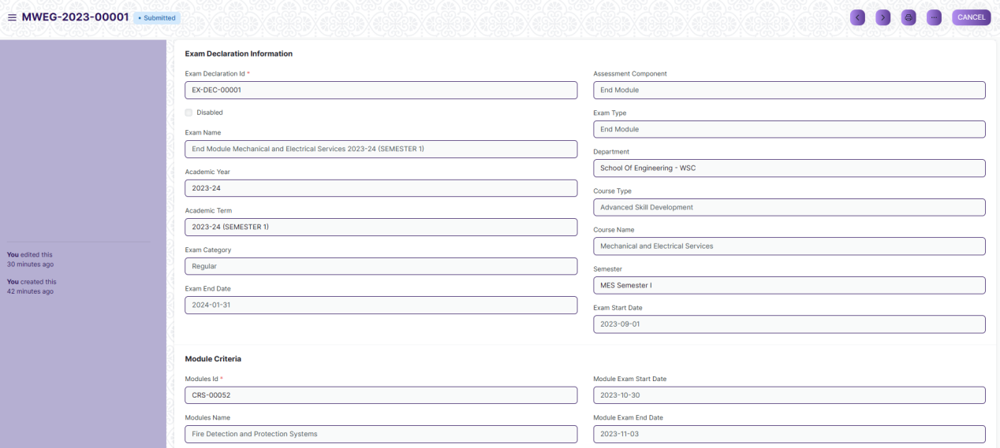 MWEG-2023-00001 • Submitted
CANCEL
You edited this
30 minutes ago
You created this
42 minutes ago
Exam Declaration Information
Exam Declaration Id *
EX-DEC-00001
Disabled
Exam Name
End Module Mechanical and Electrical Services 2023-24 (SEMESTER 1)
Academic Year
2023-24
Academic Term
2023-24 (SEMESTER 1)
Exam Category
Regular
Exam End Date
2024-01-31
Assessment Component
End Module
Exam Type
End Module
Department
School Of Engineering - WSC
Course Type
Advanced Skill Development
Course Name
Mechanical and Electrical Services
Semester
MES Semester I
Exam Start Date
2023-09-01
Module Criteria
Modules Id *
CRS-00052
Modules Name
Fire Detection and Protection Systems
Module Exam Start Date
2023-10-30
Module Exam End Date
2023-11-03